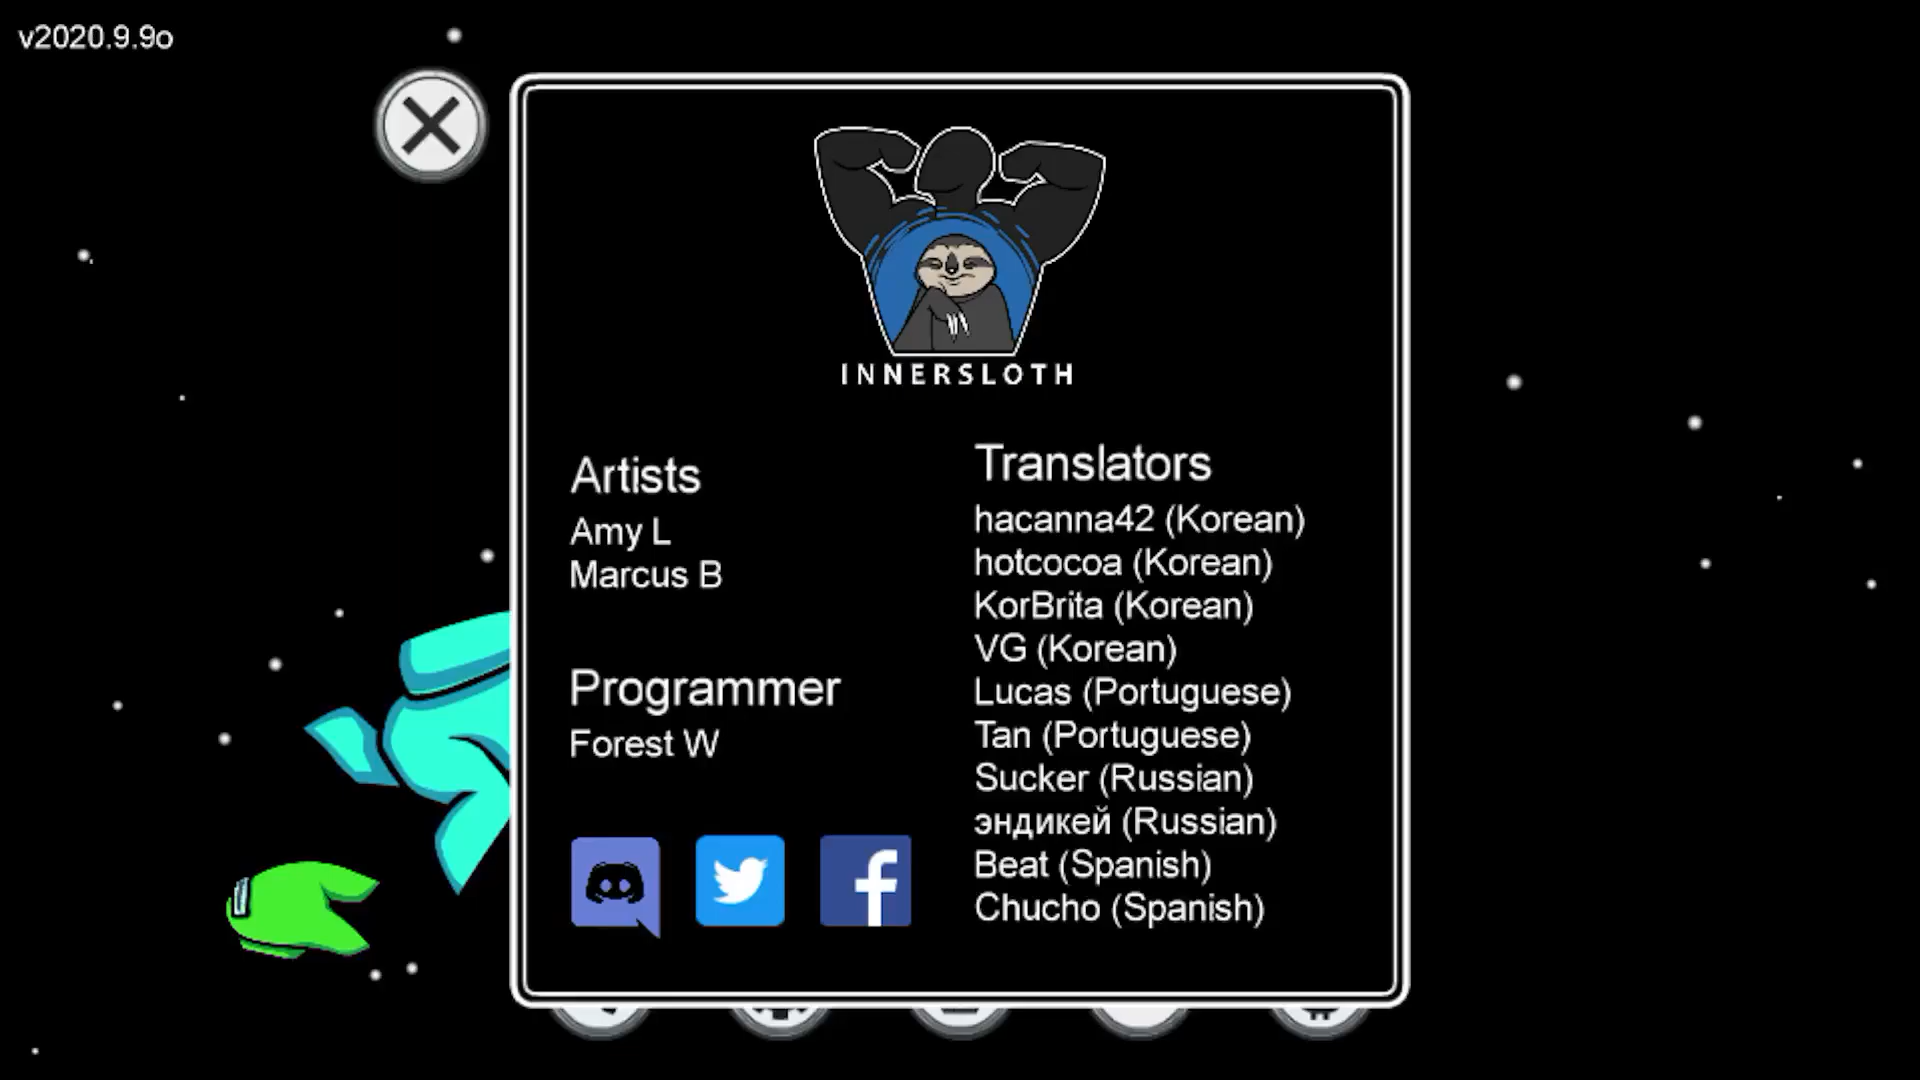 v2020.9.9o
INNERSLOTH
Artists
Amy L
Marcus B
Programmer
Forest W
Translators
hacanna42 (Korean)
hotcocoa (Korean)
KorBrita (Korean)
VG (Korean)
Lucas (Portuguese)
Tan (Portuguese)
Sucker (Russian)
эндикей (Russian)
Beat (Spanish)
Chucho (Spanish)